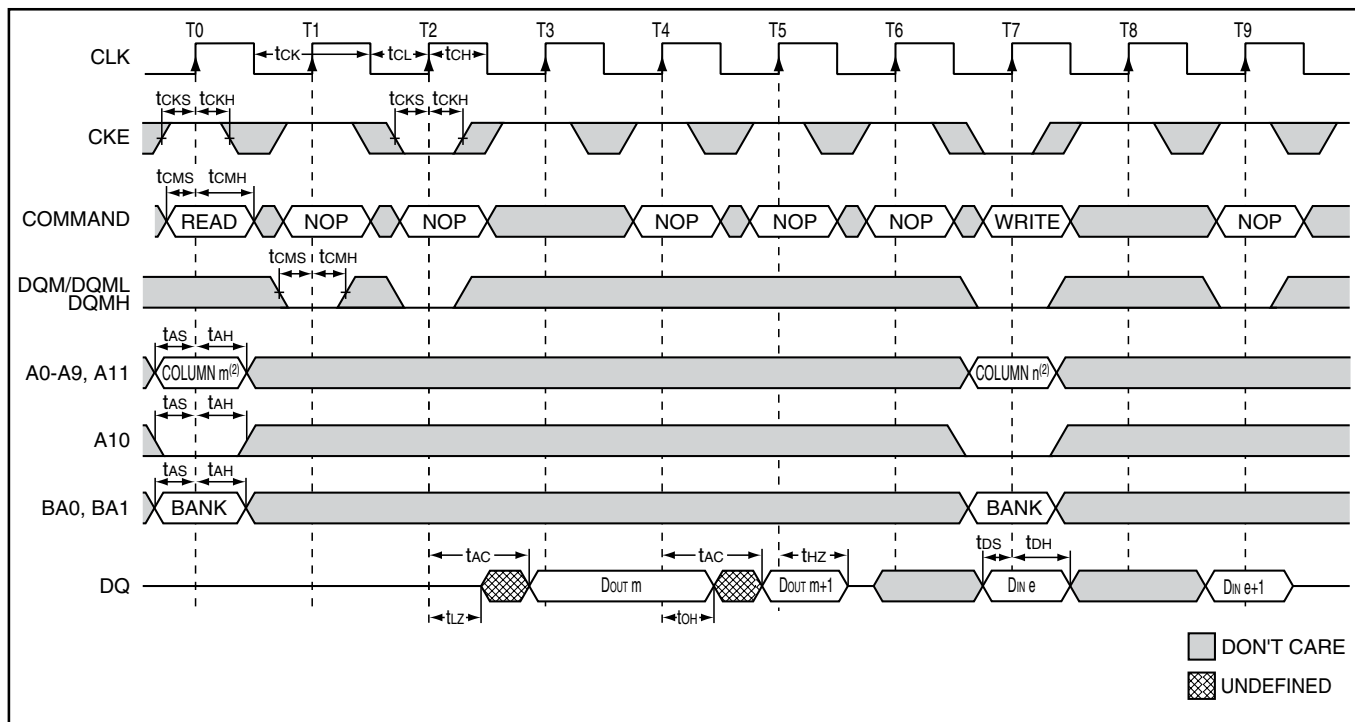 T0 T1 T2 T3 T4 T5 T6 T7 T8 T9
CLK tCK tCL tCH
tCKS tCKH tCKS tCKH
CKE
tCMS tCMH
COMMAND READ NOP NOP NOP NOP NOP WRITE NOP
tCMS tCMH
DQM/DQML
DQMH
tAS tAH
A0-A9, A11 COLUMN m(2) COLUMN n(2)
tAS tAH
A10
tAS tAH
BA0, BA1 BANK BANK
tAC tAC tHZ tDS tDH
DQ DOUT m DOUT m+1 DIN e DIN e+1
tLZ tOH
DON'T CARE
UNDEFINED